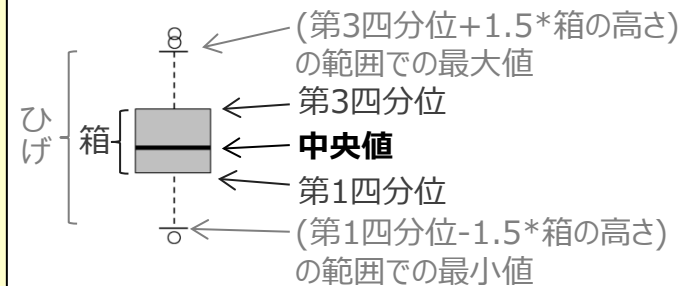 (第3四分位+1.5*箱の高さ)
の範囲での最大値
第3四分位
ひげ
箱
中央値
第1四分位
(第1四分位-1.5*箱の高さ)
の範囲での最小値